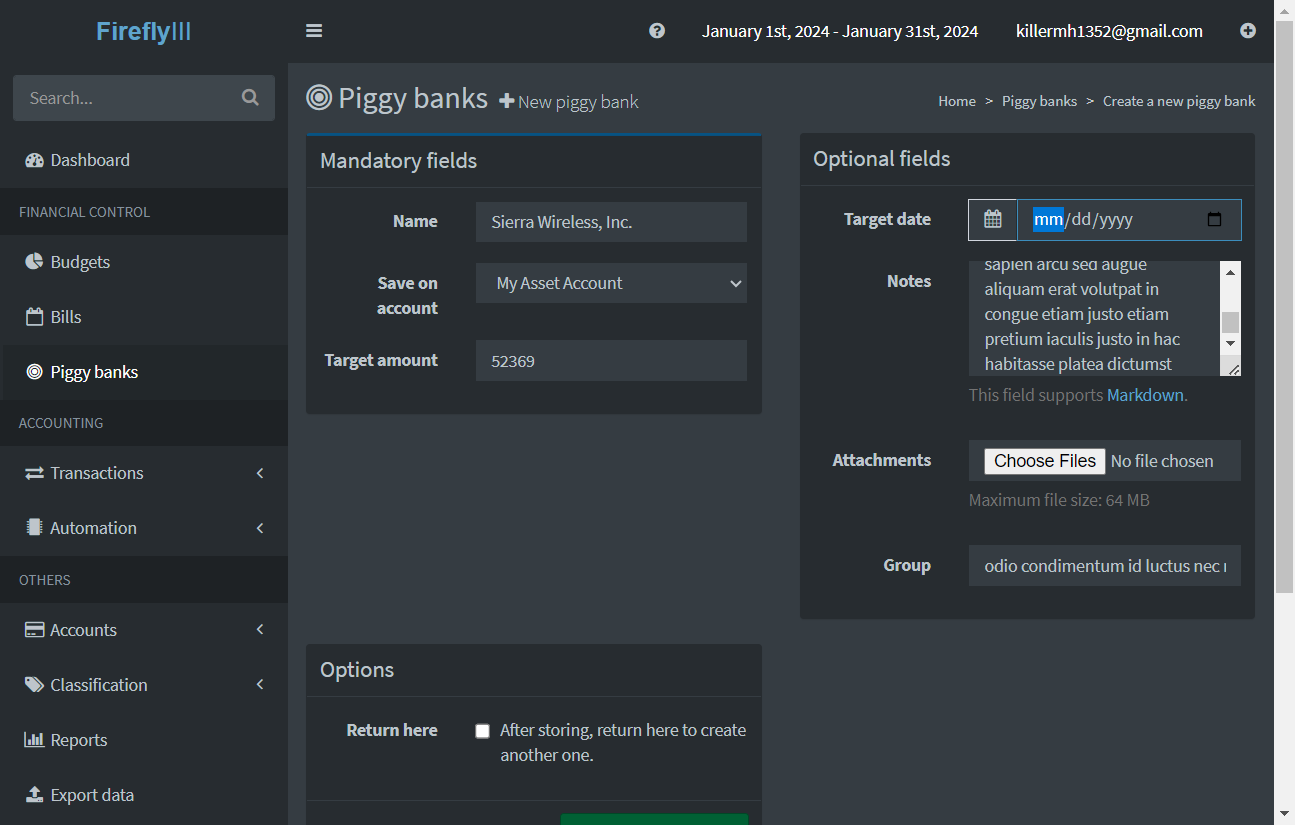 FireflyIII
January 1st, 2024 - January 31st, 2024
killermh1352@gmail.com
Search...
Dashboard
FINANCIAL CONTROL
Budgets
Bills
Piggy banks
ACCOUNTING
Transactions
Automation
OTHERS
Accounts
Classification
Reports
Export data
Piggy banks New piggy bank
Home > Piggy banks > Create a new piggy bank
Mandatory fields
Name
Sierra Wireless, Inc.
Save on account
My Asset Account
Target amount
52369
Optional fields
Target date
mm/dd/yyyy
Notes
sapien arcu sed augue
aliquam erat volutpat in
congue etiam justo etiam
pretium iaculis justo in hac
habitasse platea dictumst
This field supports Markdown.
Attachments
Choose Files No file chosen
Maximum file size: 64 MB
Group
odio condimentum id luctus nec
Options
Return here
After storing, return here to create
another one.